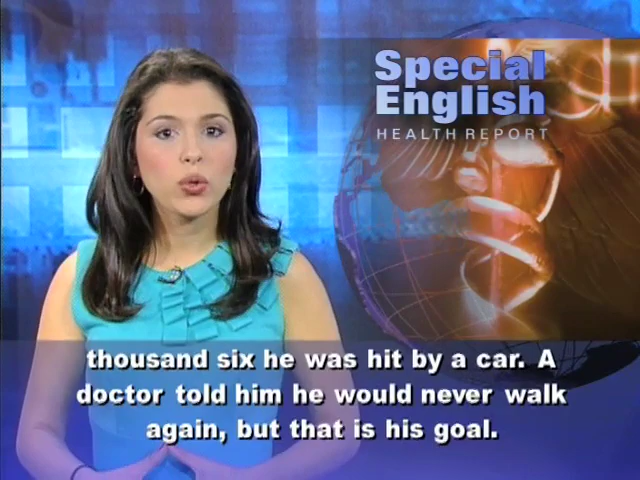 Special
English
HEALTH REPORT
thousand six he was hit by a car. A
doctor told him he would never walk
again, but that is his goal.